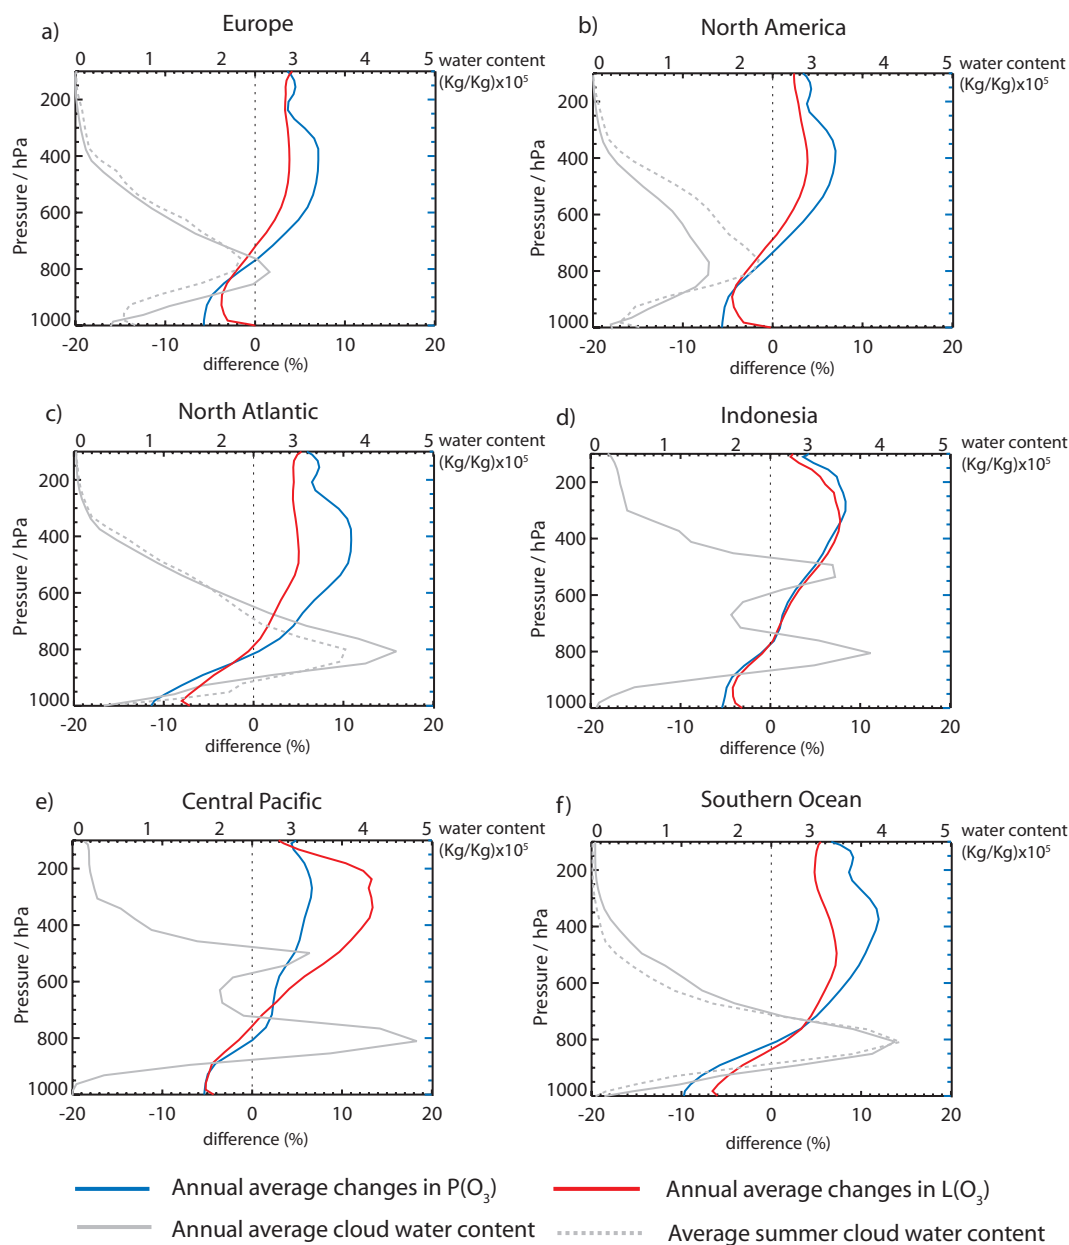 a) Europe
0 1 2 3 4 5 water content
(Kg/Kg)x10⁵
200
400
600
800
1000
Pressure / hPa
-20 -10 0 10 20
difference (%)
b) North America
0 1 2 3 4 5 water content
(Kg/Kg)x10⁵
200
400
600
800
1000
Pressure / hPa
-20 -10 0 10 20
difference (%)
c) North Atlantic
0 1 2 3 4 5 water content
(Kg/Kg)x10⁵
200
400
600
800
1000
Pressure / hPa
-20 -10 0 10 20
difference (%)
d) Indonesia
0 1 2 3 4 5 water content
(Kg/Kg)x10⁵
200
400
600
800
1000
Pressure / hPa
-20 -10 0 10 20
difference (%)
e) Central Pacific
0 1 2 3 4 5 water content
(Kg/Kg)x10⁵
200
400
600
800
1000
Pressure / hPa
-20 -10 0 10 20
difference (%)
f) Southern Ocean
0 1 2 3 4 5 water content
(Kg/Kg)x10⁵
200
400
600
800
1000
Pressure / hPa
-20 -10 0 10 20
difference (%)
Annual average changes in P(O₃)
Annual average changes in L(O₃)
Annual average cloud water content
Average summer cloud water content